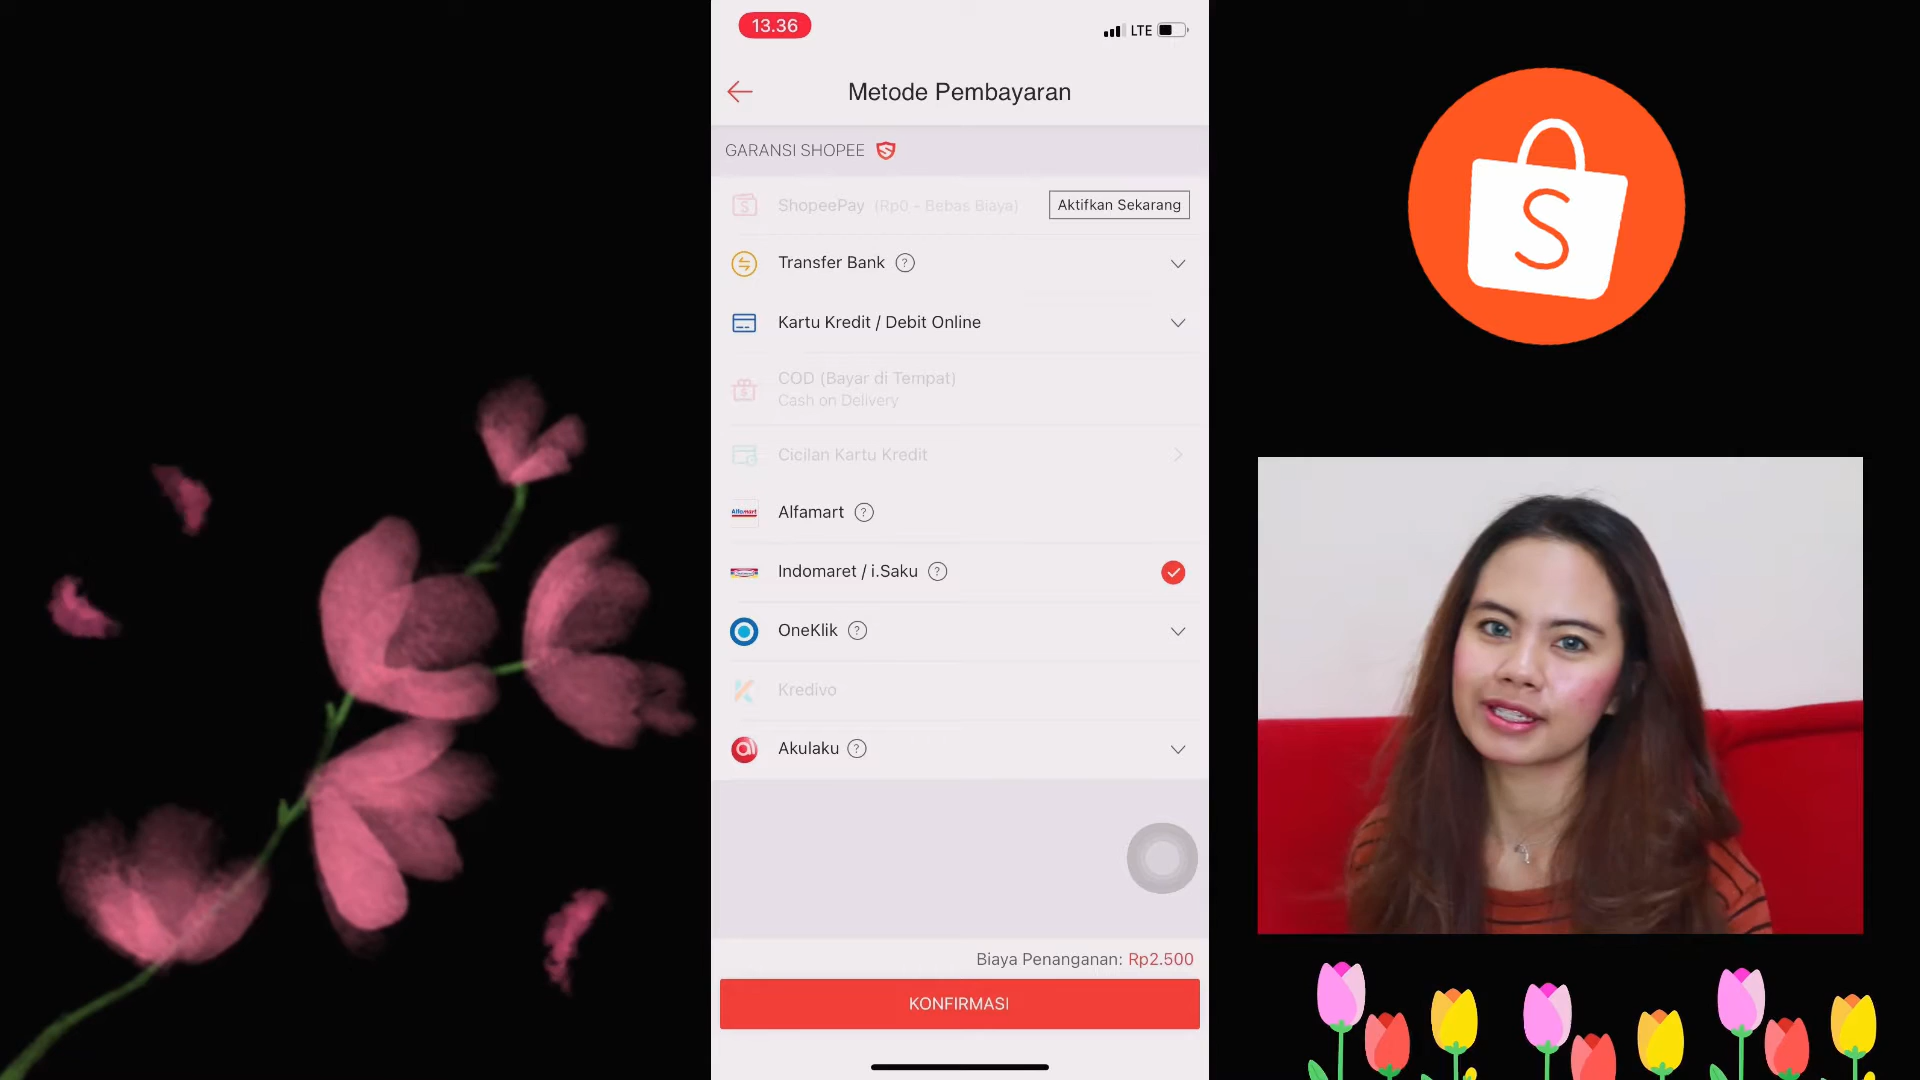 13.36
LTE
Metode Pembayaran
GARANSI SHOPEE
ShopeePay (Rp0 - Bebas Biaya) Aktifkan Sekarang
Transfer Bank ?
Kartu Kredit / Debit Online
COD (Bayar di Tempat)
Cash on Delivery
Cicilan Kartu Kredit
Alfamart Alfamart ?
Indomaret / i.Saku ?
OneKlik ?
Kredivo
Akulaku ?
Biaya Penanganan: Rp2.500
KONFIRMASI
S